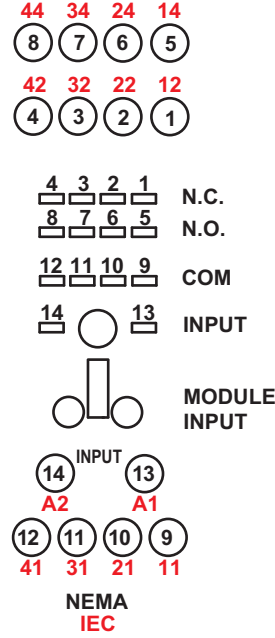 44 34 24 14
8 7 6 5
42 32 22 12
4 3 2 1
4 3 2 1 N.C.
8 7 6 5 N.O.
12 11 10 9 COM
14 13 INPUT
MODULE
INPUT
INPUT
14 13
A2 A1
12 11 10 9
41 31 21 11
NEMA
IEC